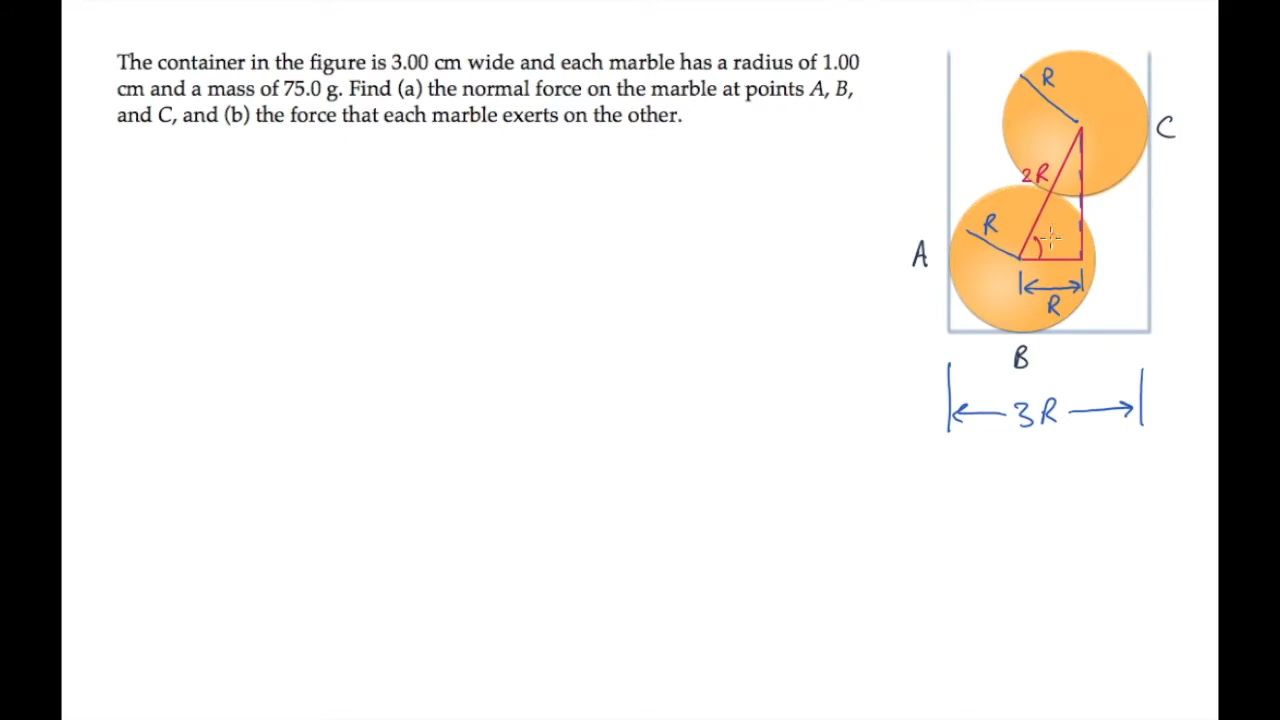 The container in the figure is 3.00 cm wide and each marble has a radius of 1.00
cm and a mass of 75.0 g. Find (a) the normal force on the marble at points A, B,
and C, and (b) the force that each marble exerts on the other.
R
C
2R
R
A
R
B
3R